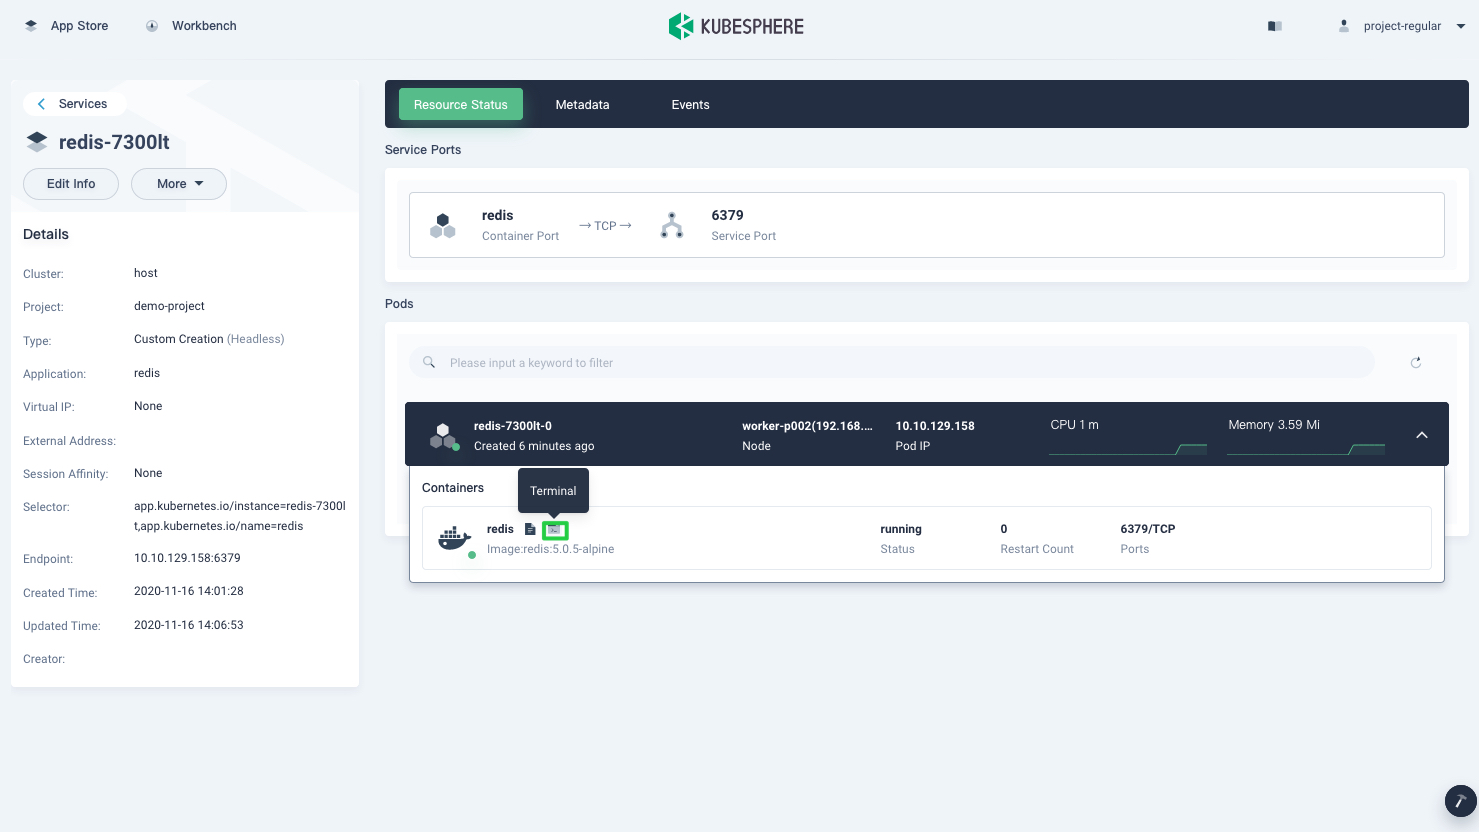 App Store
Workbench
KUBESPHERE
project-regular
Services
redis-7300lt
Edit Info
More
Details
Cluster: host
Project: demo-project
Type: Custom Creation (Headless)
Application: redis
Virtual IP: None
External Address:
Session Affinity: None
Selector: app.kubernetes.io/instance=redis-7300l
t,app.kubernetes.io/name=redis
Endpoint: 10.10.129.158:6379
Created Time: 2020-11-16 14:01:28
Updated Time: 2020-11-16 14:06:53
Creator:
Resource Status
Metadata
Events
Service Ports
redis
Container Port
TCP
6379
Service Port
Pods
Please input a keyword to filter
redis-7300lt-0
Created 6 minutes ago
worker-p002(192.168....
Node
10.10.129.158
Pod IP
CPU 1 m
Memory 3.59 Mi
Containers
Terminal
redis
Image:redis:5.0.5-alpine
running
Status
0
Restart Count
6379/TCP
Ports